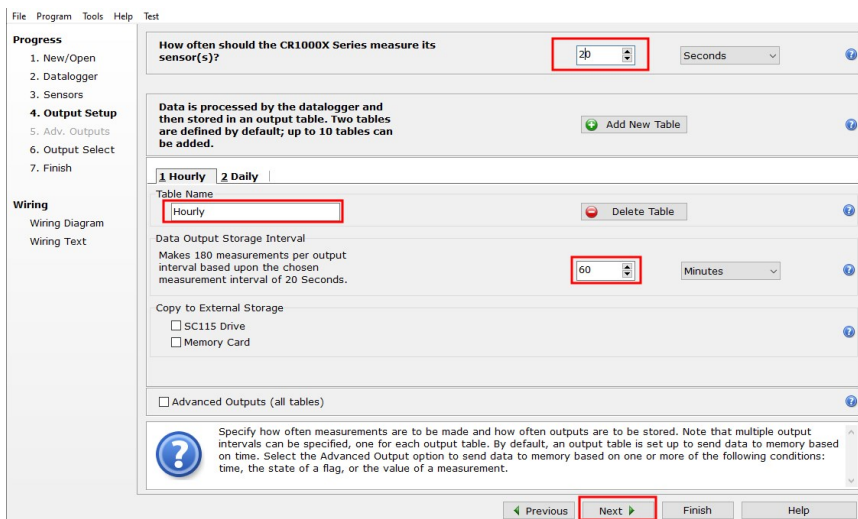 File Program Tools Help Test
Progress
1. New/Open
2. Datalogger
3. Sensors
4. Output Setup
5. Adv. Outputs
6. Output Select
7. Finish
Wiring
Wiring Diagram
Wiring Text
How often should the CR1000X Series measure its
sensor(s)?
20
Seconds
Data is processed by the datalogger and
then stored in an output table. Two tables
are defined by default; up to 10 tables can
be added.
Add New Table
1 Hourly 2 Daily
Table Name
Hourly
Delete Table
Data Output Storage Interval
Makes 180 measurements per output
interval based upon the chosen
measurement interval of 20 Seconds.
60
Minutes
Copy to External Storage
SC115 Drive
Memory Card
Advanced Outputs (all tables)
Specify how often measurements are to be made and how often outputs are to be stored. Note that multiple output
intervals can be specified, one for each output table. By default, an output table is set up to send data to memory based
on time. Select the Advanced Output option to send data to memory based on one or more of the following conditions:
time, the state of a flag, or the value of a measurement.
Previous Next Finish Help